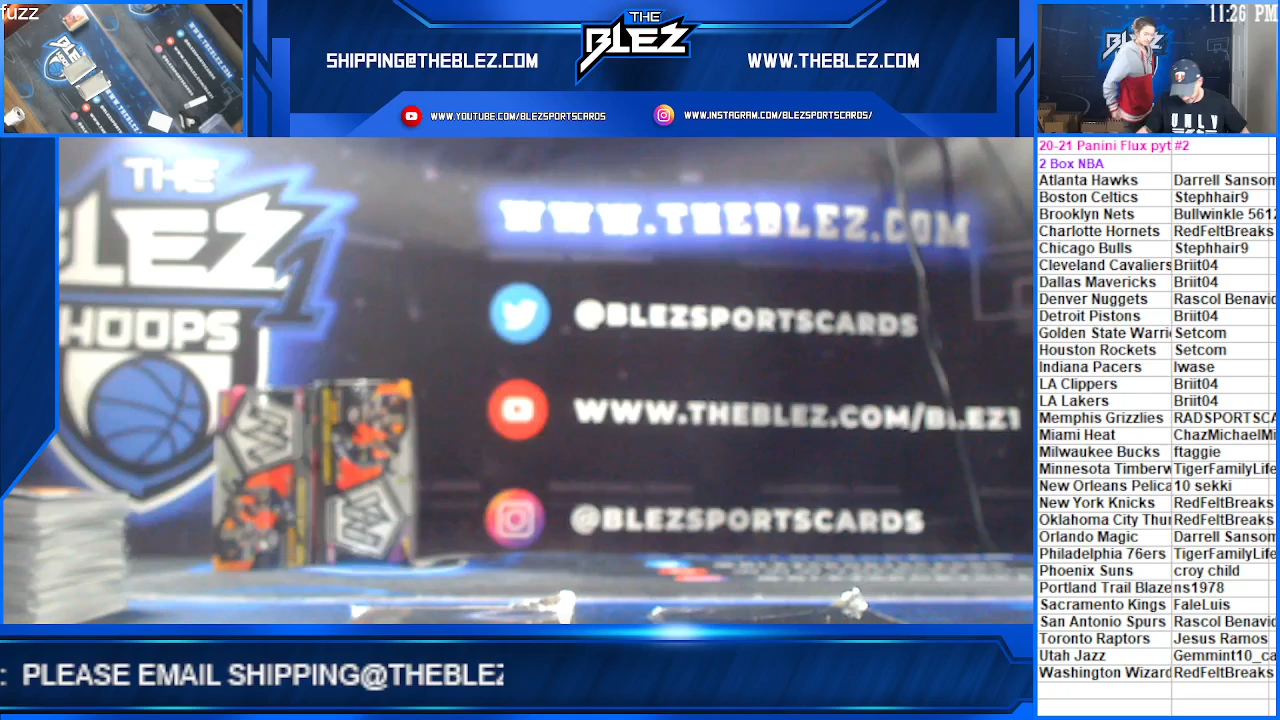 fuzz
SHIPPING@THEBLEZ.COM
THE
BLEZ
WWW.THEBLEZ.COM
WWW.YOUTUBE.COM/BLEZSPORTSCARDS
WWW.INSTAGRAM.COM/BLEZSPORTSCARDS/
11:26 PM
UNLV
THE
BLEZ
1
HOOPS
WWW.THEBLEZ.COM
@BLEZSPORTSCARDS
WWW.THEBLEZ.COM/BLEZ1
@BLEZSPORTSCARDS
20-21 Panini Flux pyt #2
2 Box NBA
Atlanta Hawks Darrell Sansom
Boston Celtics Stephhair9
Brooklyn Nets Bullwinkle 561
Charlotte Hornets RedFeltBreaks
Chicago Bulls Stephhair9
Cleveland Cavaliers Briit04
Dallas Mavericks Briit04
Denver Nuggets Rascol Benavid
Detroit Pistons Briit04
Golden State Warri Setcom
Houston Rockets Setcom
Indiana Pacers Iwase
LA Clippers Briit04
LA Lakers Briit04
Memphis Grizzlies RADSPORTSCA
Miami Heat ChazMichaelMi
Milwaukee Bucks ftaggie
Minnesota Timberw TigerFamilyLife
New Orleans Pelica 10 sekki
New York Knicks RedFeltBreaks
Oklahoma City Thu RedFeltBreaks
Orlando Magic Darrell Sansom
Philadelphia 76ers TigerFamilyLife
Phoenix Suns croy child
Portland Trail Blaze ns1978
Sacramento Kings FaleLuis
San Antonio Spurs Rascol Benavid
Toronto Raptors Jesus Ramos
Utah Jazz Gemmint10_ca
Washington Wizard RedFeltBreaks
: PLEASE EMAIL SHIPPING@THEBLEZ